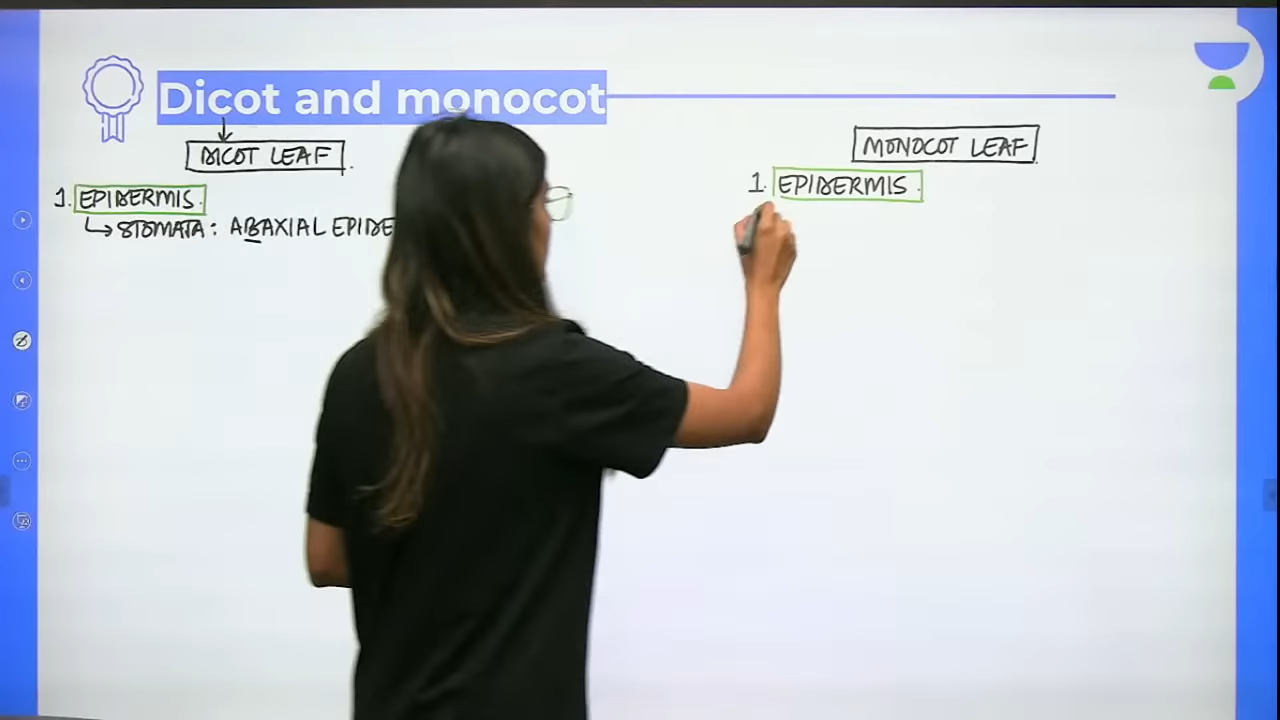 Dicot and monocot
DICOT LEAF
1. EPIDERMIS.
↳ STOMATA: ABAXIAL
MONOCOT LEAF
1. EPIDERMIS.